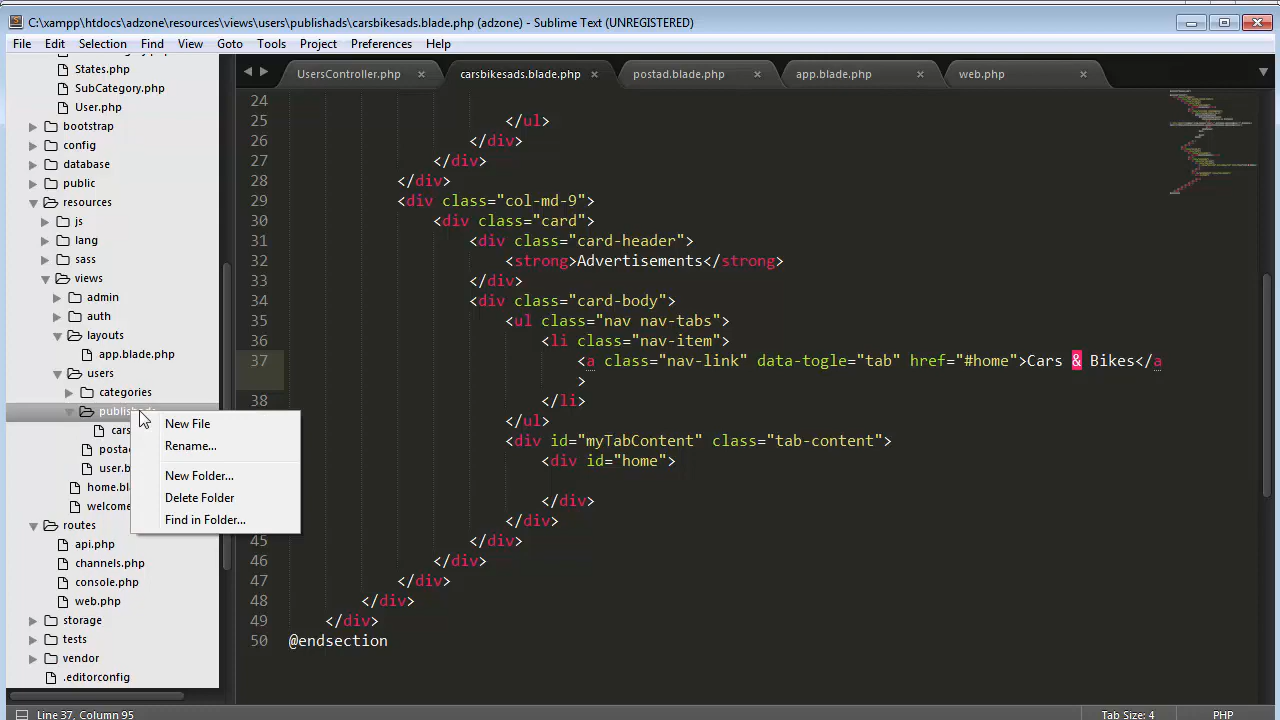 C:\xampp\htdocs\adzone\resources\views\users\publishads\carsbikesads.blade.php (adzone) - Sublime Text (UNREGISTERED)
File Edit Selection Find View Goto Tools Project Preferences Help
UsersController.php carsbikesads.blade.php postad.blade.php app.blade.php web.php
States.php
SubCategory.php
User.php
bootstrap
config
database
public
resources
js
lang
sass
views
admin
auth
layouts
app.blade.php
users
categories
New File
Rename...
New Folder...
Delete Folder
Find in Folder...
routes
api.php
channels.php
console.php
web.php
storage
tests
vendor
.editorconfig
24
25 </ul>
26 </div>
27 </div>
28 </div>
29 <div class="col-md-9">
30 <div class="card">
31 <div class="card-header">
32 <strong>Advertisements</strong>
33 </div>
34 <div class="card-body">
35 <ul class="nav nav-tabs">
36 <li class="nav-item">
37 <a class="nav-link" data-togle="tab" href="#home">Cars & Bikes</a
>
38 </li>
</ul>
<div id="myTabContent" class="tab-content">
<div id="home">
</div>
</div>
45 </div>
46 </div>
47 </div>
48 </div>
49 </div>
50 @endsection
Line 37, Column 95 Tab Size: 4 PHP